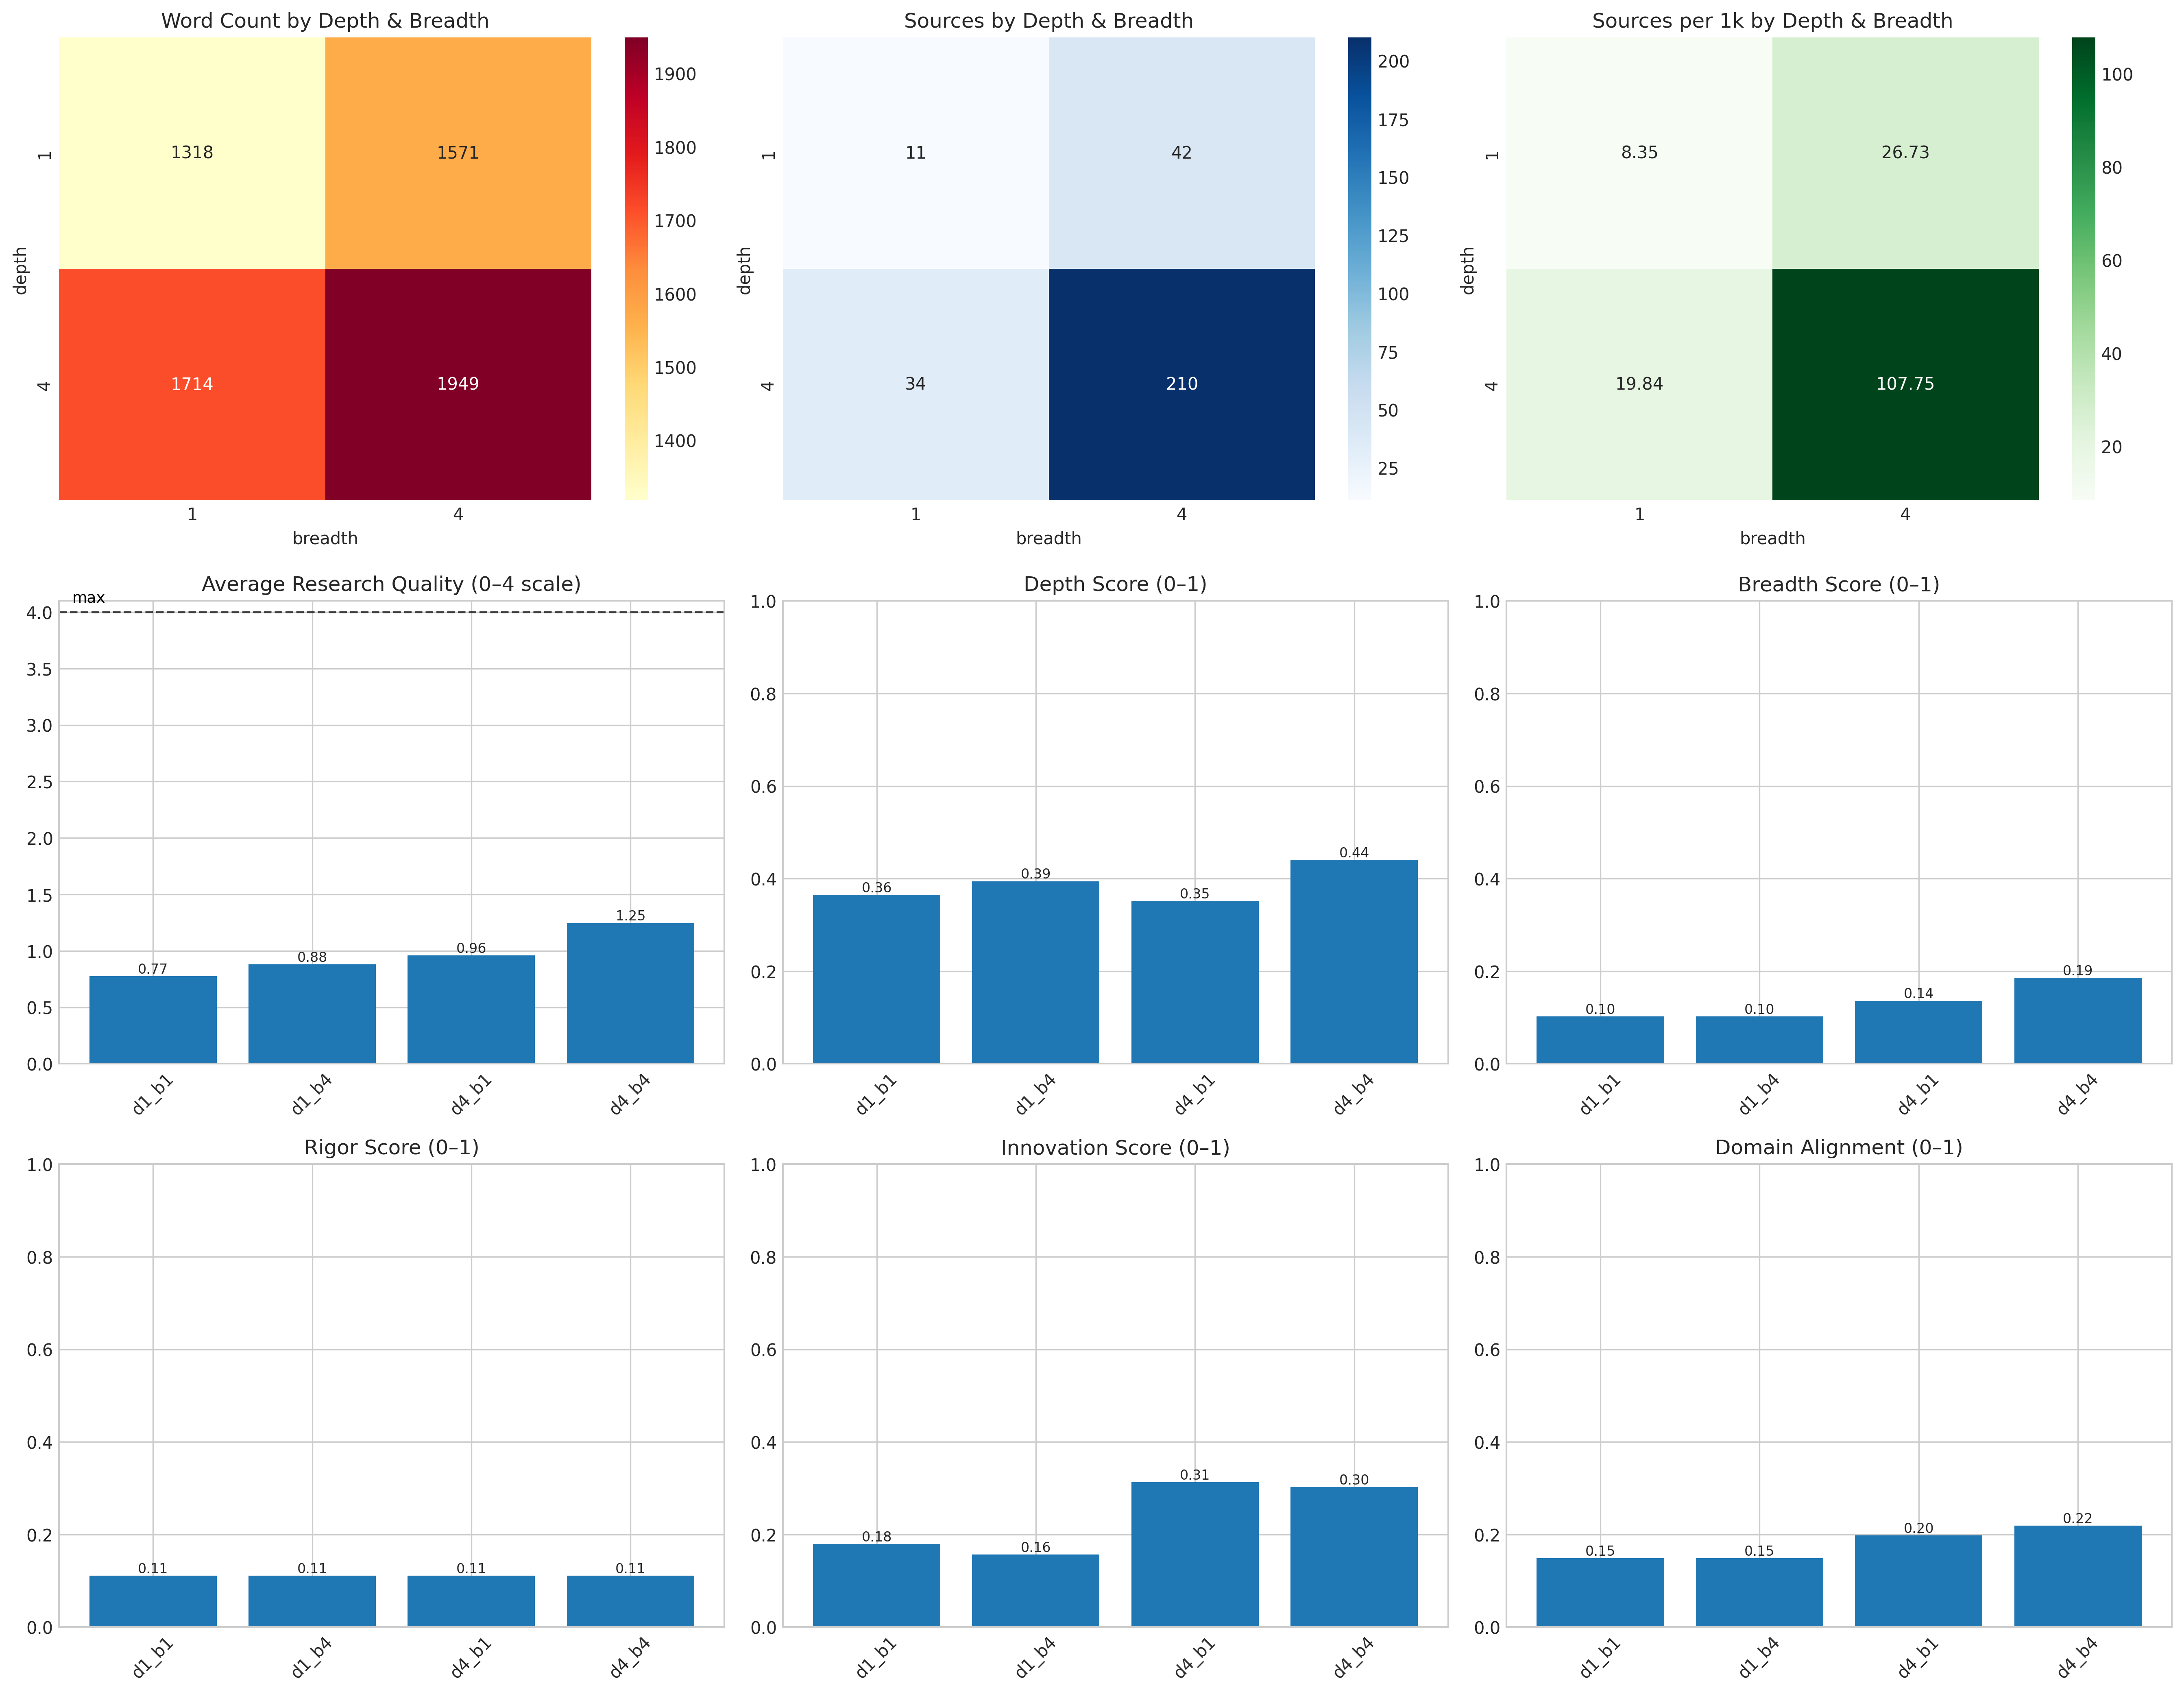 Word Count by Depth & Breadth
1318
1571
1714
1949
1
4
depth
1
4
breadth
1900
1800
1700
1600
1500
1400
Sources by Depth & Breadth
11
42
34
210
1
4
depth
1
4
breadth
200
175
150
125
100
75
50
25
Sources per 1k by Depth & Breadth
8.35
26.73
19.84
107.75
1
4
depth
1
4
breadth
100
80
60
40
20
Average Research Quality (0–4 scale)
max
4.0
3.5
3.0
2.5
2.0
1.5
1.0
0.5
0.0
0.77
0.88
0.96
1.25
d1_b1
d1_b4
d4_b1
d4_b4
Depth Score (0–1)
1.0
0.8
0.6
0.4
0.2
0.0
0.36
0.39
0.35
0.44
d1_b1
d1_b4
d4_b1
d4_b4
Breadth Score (0–1)
1.0
0.8
0.6
0.4
0.2
0.0
0.10
0.10
0.14
0.19
d1_b1
d1_b4
d4_b1
d4_b4
Rigor Score (0–1)
1.0
0.8
0.6
0.4
0.2
0.0
0.11
0.11
0.11
0.11
d1_b1
d1_b4
d4_b1
d4_b4
Innovation Score (0–1)
1.0
0.8
0.6
0.4
0.2
0.0
0.18
0.16
0.31
0.30
d1_b1
d1_b4
d4_b1
d4_b4
Domain Alignment (0–1)
1.0
0.8
0.6
0.4
0.2
0.0
0.15
0.15
0.20
0.22
d1_b1
d1_b4
d4_b1
d4_b4